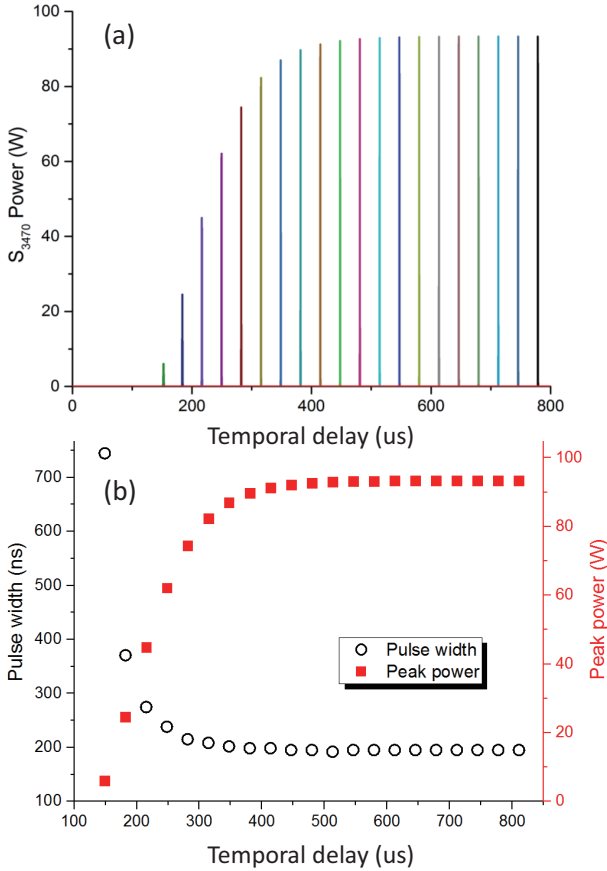 (a)
100
80
60
40
20
0
S3470 Power (W)
0 200 400 600 800
Temporal delay (us)
(b)
700
600
500
400
300
200
100
Pulse width (ns)
100
80
60
40
20
0
Peak power (W)
Pulse width
Peak power
100 200 300 400 500 600 700 800
Temporal delay (us)